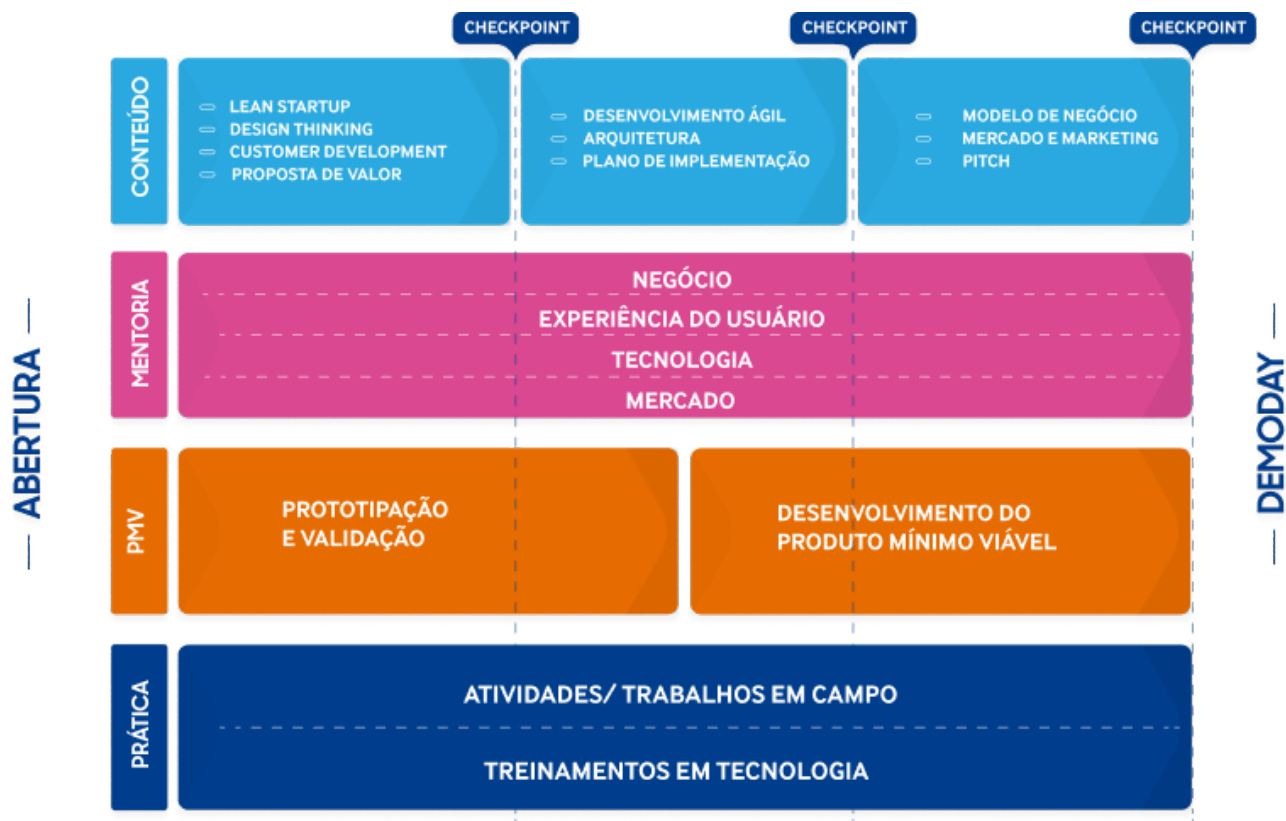 CHECKPOINT
CHECKPOINT
CHECKPOINT
CONTEÚDO
LEAN STARTUP
DESIGN THINKING
CUSTOMER DEVELOPMENT
PROPOSTA DE VALOR
DESENVOLVIMENTO ÁGIL
ARQUITETURA
PLANO DE IMPLEMENTAÇÃO
MODELO DE NEGÓCIO
MERCADO E MARKETING
PITCH
ABERTURA
MENTORIA
NEGÓCIO
EXPERIÊNCIA DO USUÁRIO
TECNOLOGIA
MERCADO
PMV
PROTOTIPAÇÃO
E VALIDAÇÃO
DESENVOLVIMENTO DO
PRODUTO MÍNIMO VIÁVEL
DEMODAY
PRÁTICA
ATIVIDADES/ TRABALHOS EM CAMPO
TREINAMENTOS EM TECNOLOGIA